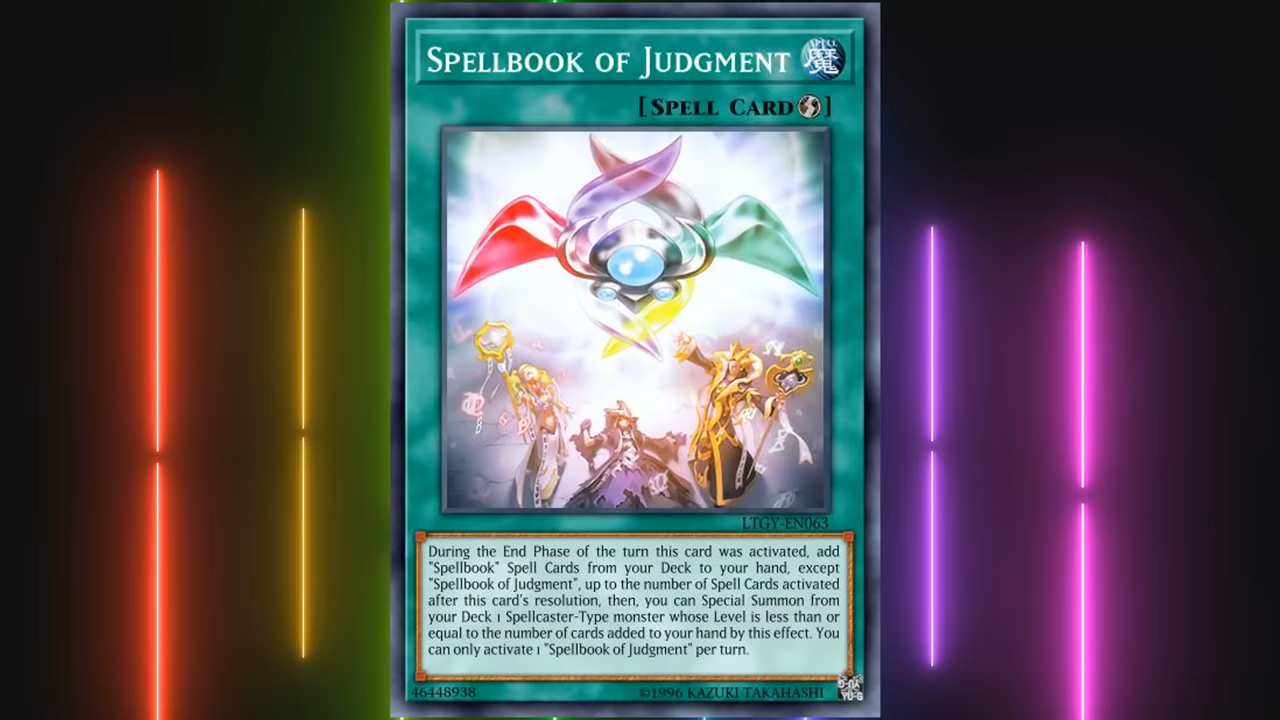 SPELLBOOK OF JUDGMENT
SPELL
魔
[SPELL CARD]
LTGY-EN063
During the End Phase of the turn this card was activated, add
"Spellbook" Spell Cards from your Deck to your hand, except
"Spellbook of Judgment", up to the number of Spell Cards activated
after this card's resolution, then, you can Special Summon from
your Deck 1 Spellcaster-Type monster whose Level is less than or
equal to the number of cards added to your hand by this effect. You
can only activate 1 "Spellbook of Judgment" per turn.
46448938
©1996 KAZUKI TAKAHASHI